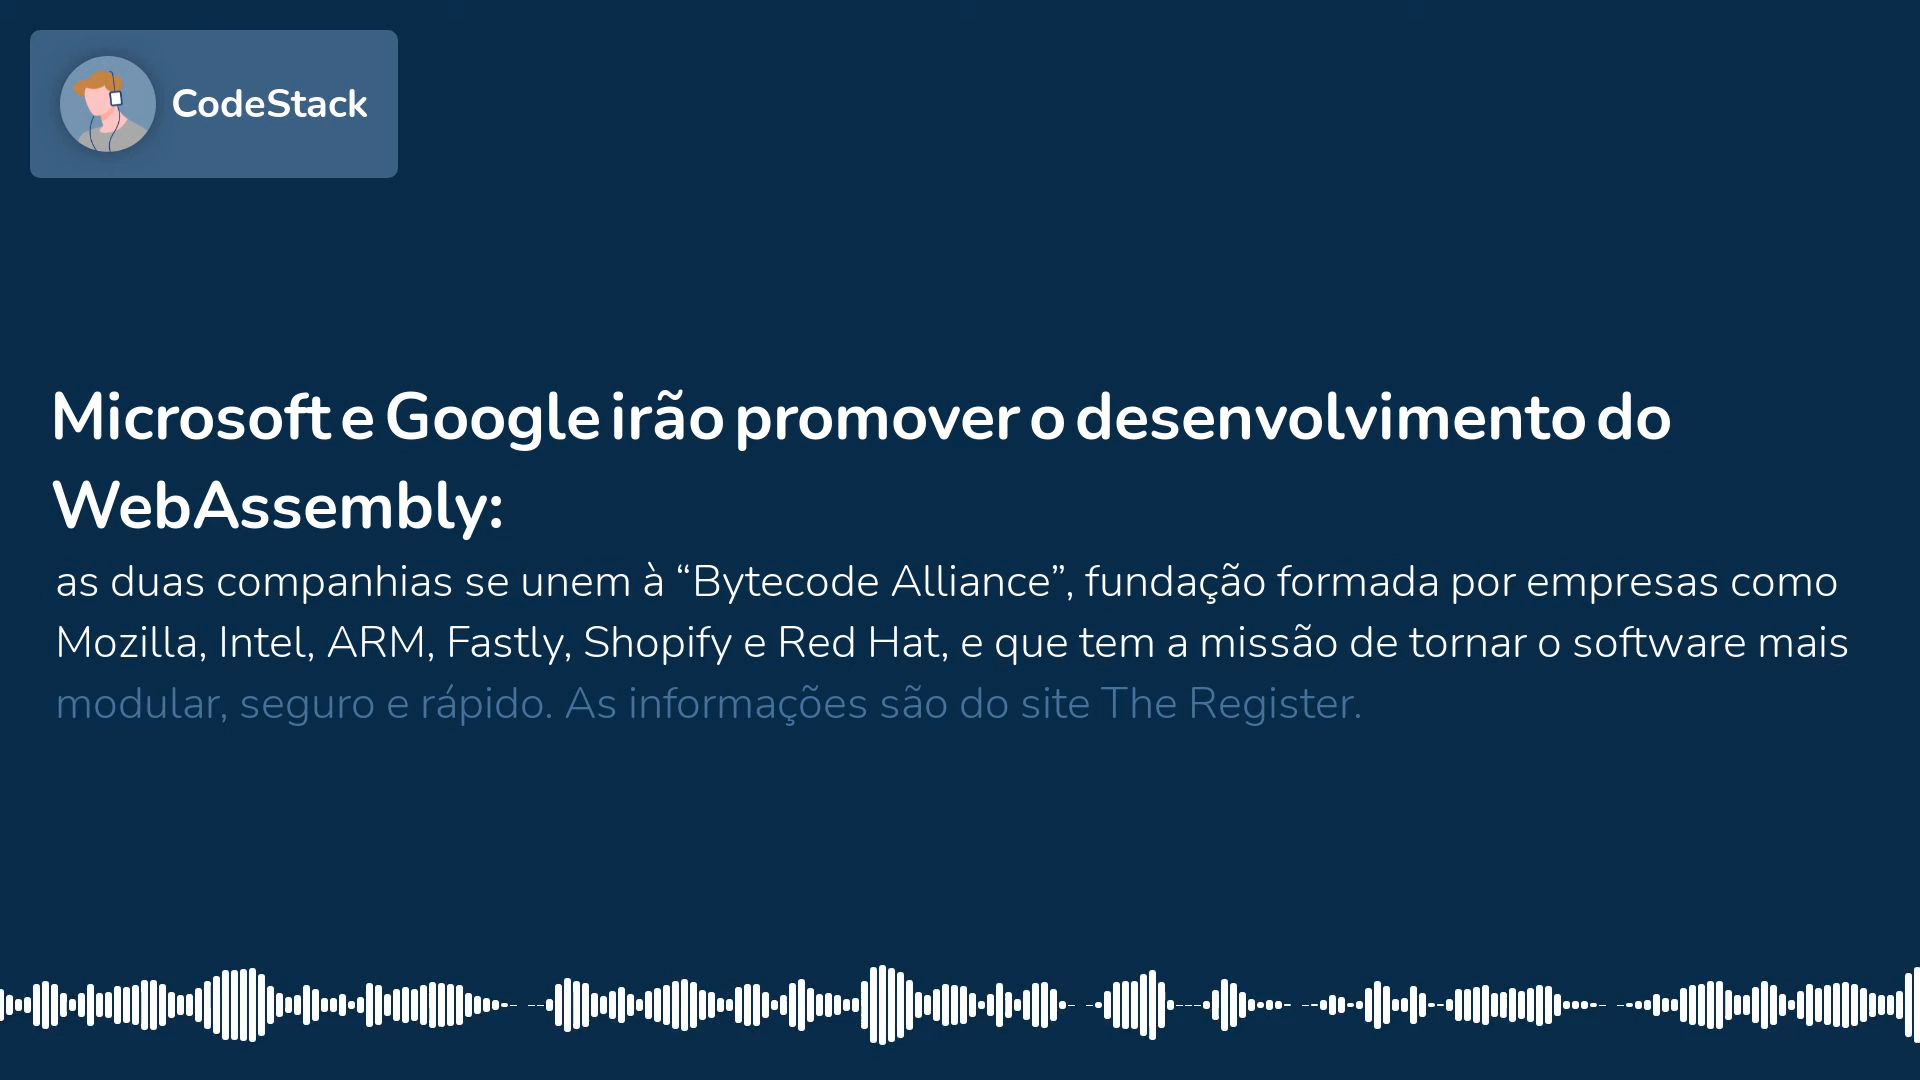 CodeStack
Microsoft e Google irão promover o desenvolvimento do
WebAssembly:
as duas companhias se unem à “Bytecode Alliance”, fundação formada por empresas como
Mozilla, Intel, ARM, Fastly, Shopify e Red Hat, e que tem a missão de tornar o software mais
modular, seguro e rápido. As informações são do site The Register.